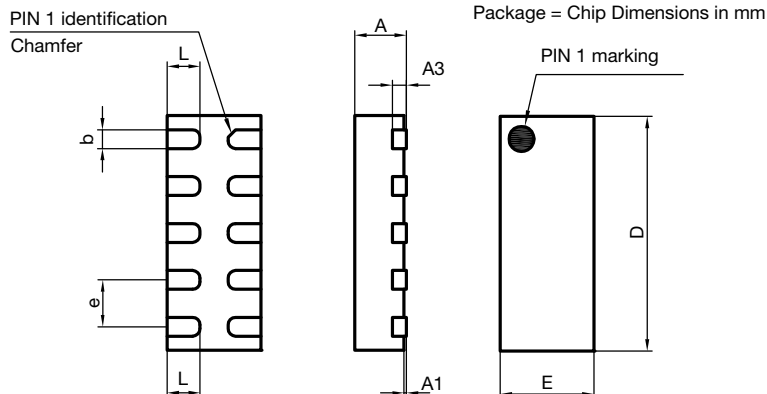 PIN 1 identification
Chamfer
Package = Chip Dimensions in mm
PIN 1 marking
L
A
A3
b
e
D
L
A1
E